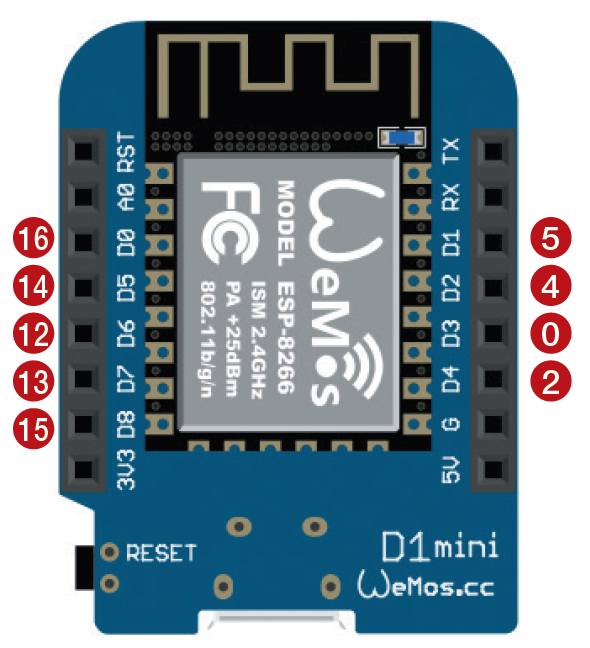 RST
A0
16 D0
14 D5
12 D6
13 D7
15 D8
3V3
WeMos
MODEL ESP-8266
FC
ISM 2.4GHz
PA +25dBm
802.11b/g/n
TX
RX
D1 5
D2 4
D3 0
D4 2
G
5V
RESET
D1 mini
WeMos.cc